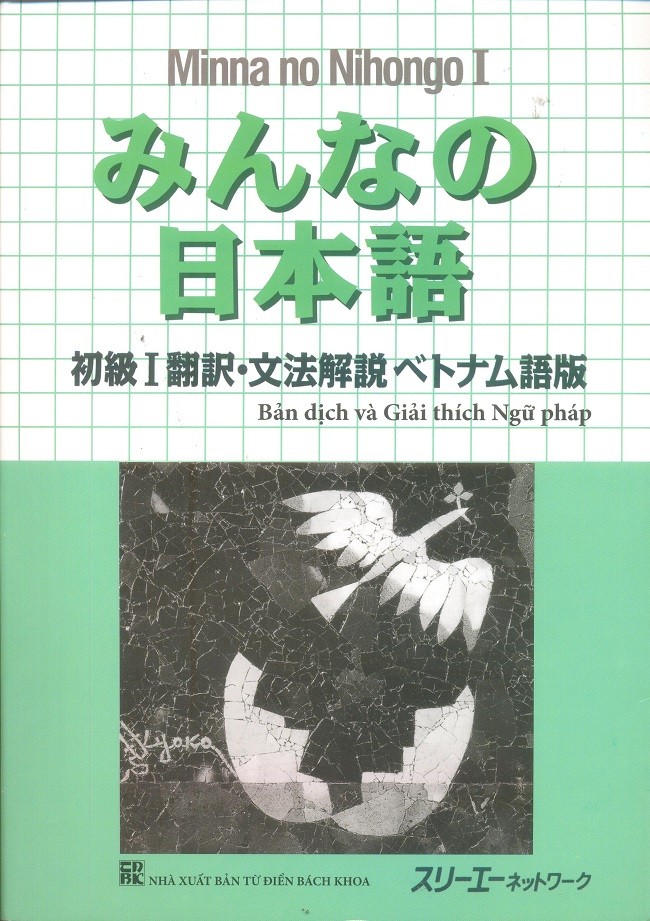 Minna no Nihongo I
みんなの
日本語
初級I 翻訳・文法解説 ベトナム語版
Bản dịch và Giải thích Ngữ pháp
Kyoko
NHÀ XUẤT BẢN TỪ ĐIỂN BÁCH KHOA
スリーエーネットワーク